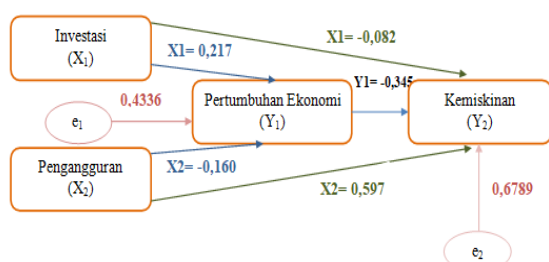 Investasi
(X₁)
X1= -0,082
X1= 0,217
Y1= -0,345
0,4336
e₁
Pertumbuhan Ekonomi
(Y₁)
Kemiskinan
(Y₂)
Pengangguran
(X₂)
X2= -0,160
X2= 0,597
0,6789
e₂